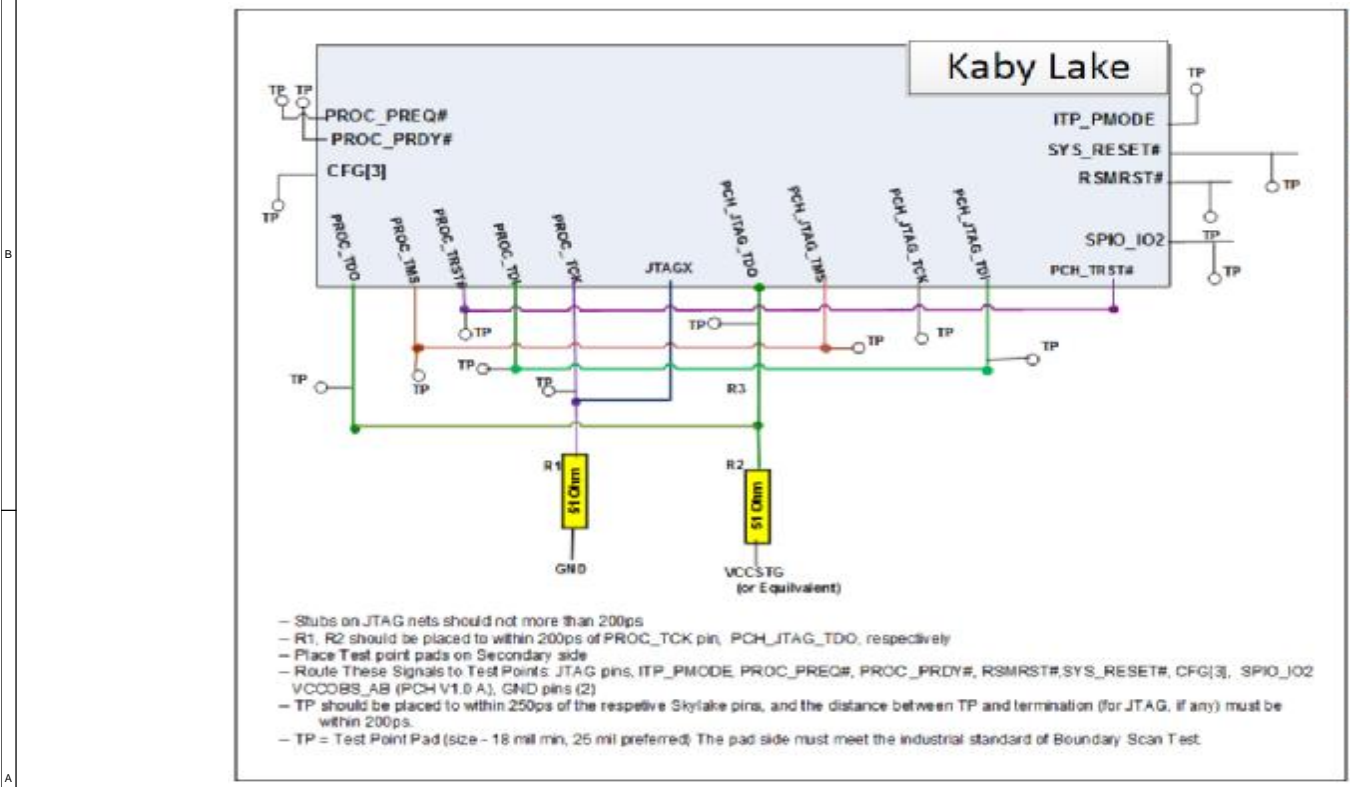 Kaby Lake
TP TP
TP
PROC_PREQ#
ITP_PMODE
PROC_PRDY#
SYS_RESET#
CFG[3]
RSMRST#
TP
TP
TP
B
PROC_TDO
PROC_TMS
PROC_TRST#
PROC_TDI
PROC_TCK
JTAGX
PCH_JTAG_TDO
PCH_JTAG_TMS
PCH_JTAG_TCK
PCH_JTAG_TDI
SPIO_IO2
PCH_TRST#
TP
TP
TP
TP
TP
TP
TP
TP
TP
TP
TP
R3
R1
51 Ohm
R2
51 Ohm
GND
VCCSTG
(or Equilvalent)
– Stubs on JTAG nets should not more than 200ps
– R1, R2 should be placed to within 200ps of PROC_TCK pin, PCH_JTAG_TDO, respectively
– Place Test point pads on Secondary side
– Route These Signals to Test Points: JTAG pins, ITP_PMODE, PROC_PREQ#, PROC_PRDY#, RSMRST#,SYS_RESET#, CFG[3], SPIO_IO2
VCCOBS_AB (PCH V1.0 A), GND pins (2)
– TP should be placed to within 250ps of the respetive Skylake pins, and the distance between TP and termination (for JTAG, if any) must be
within 200ps.
– TP = Test Point Pad (size - 18 mil min, 25 mil preferred) The pad side must meet the industrial standard of Boundary Scan Test.
A